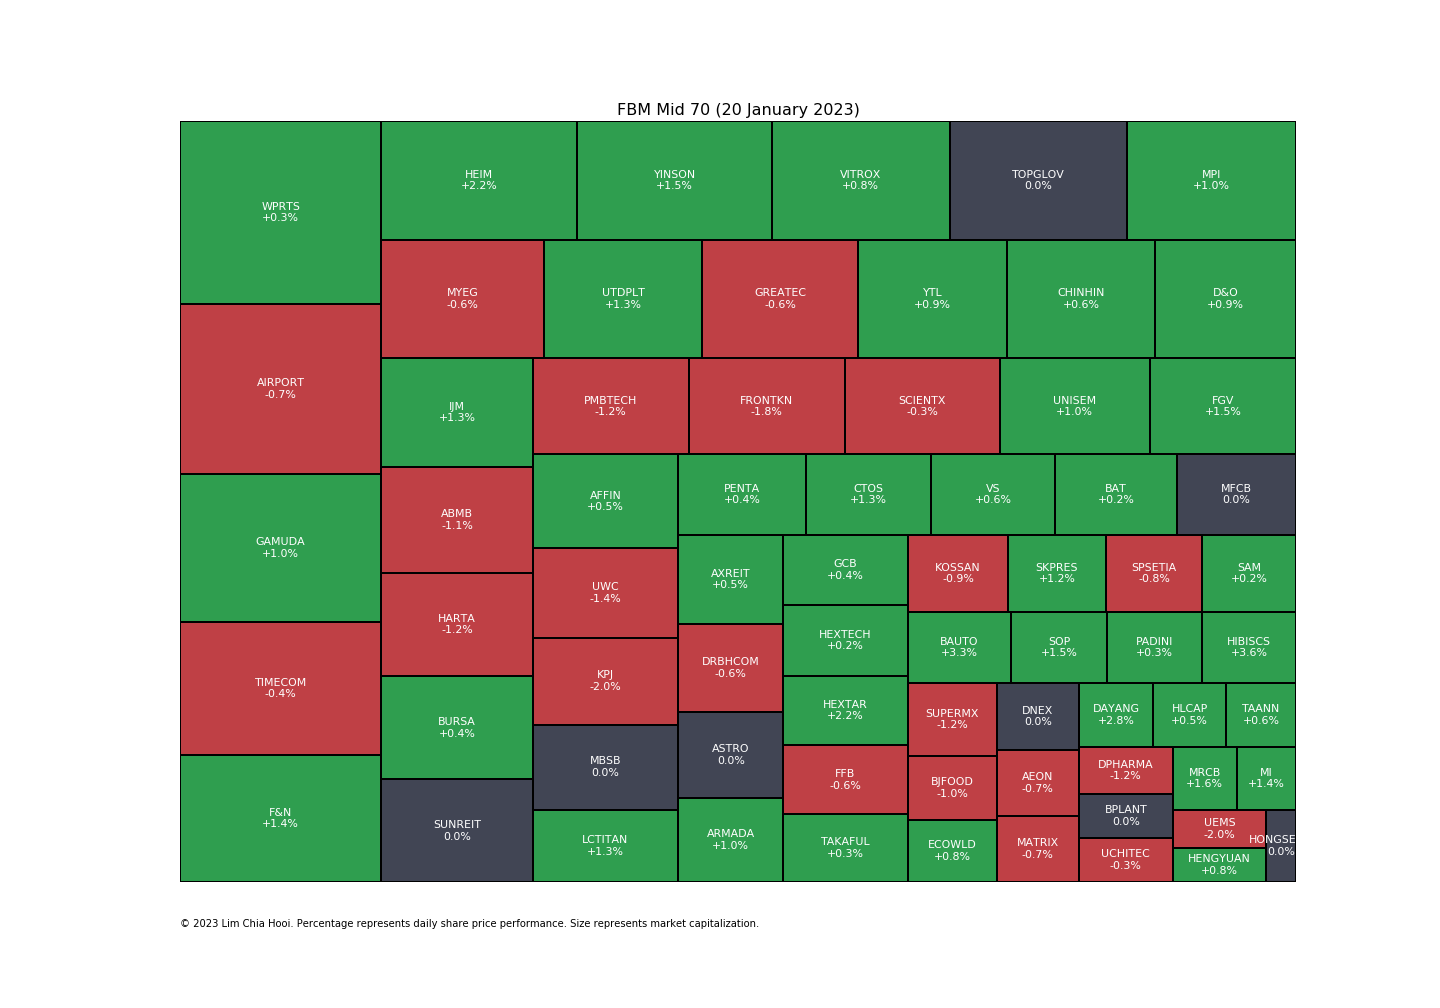 FBM Mid 70 (20 January 2023)
WPRTS
+0.3%
AIRPORT
-0.7%
GAMUDA
+1.0%
TIMECOM
-0.4%
F&N
+1.4%
HEIM
+2.2%
YINSON
+1.5%
VITROX
+0.8%
TOPGLOV
0.0%
MPI
+1.0%
MYEG
-0.6%
UTDPLT
+1.3%
GREATEC
-0.6%
YTL
+0.9%
CHINHIN
+0.6%
D&O
+0.9%
IJM
+1.3%
ABMB
-1.1%
HARTA
-1.2%
BURSA
+0.4%
SUNREIT
0.0%
PMBTECH
-1.2%
FRONTKN
-1.8%
SCIENTX
-0.3%
UNISEM
+1.0%
FGV
+1.5%
AFFIN
+0.5%
UWC
-1.4%
KPJ
-2.0%
MBSB
0.0%
LCTITAN
+1.3%
PENTA
+0.4%
CTOS
+1.3%
VS
+0.6%
BAT
+0.2%
MFCB
0.0%
AXREIT
+0.5%
DRBHCOM
-0.6%
ASTRO
0.0%
ARMADA
+1.0%
GCB
+0.4%
HEXTECH
+0.2%
HEXTAR
+2.2%
FFB
-0.6%
TAKAFUL
+0.3%
KOSSAN
-0.9%
SKPRES
+1.2%
SPSETIA
-0.8%
SAM
+0.2%
BAUTO
+3.3%
SOP
+1.5%
PADINI
+0.3%
HIBISCS
+3.6%
SUPERMX
-1.2%
BJFOOD
-1.0%
ECOWLD
+0.8%
DNEX
0.0%
AEON
-0.7%
MATRIX
-0.7%
DAYANG
+2.8%
HLCAP
+0.5%
TAANN
+0.6%
DPHARMA
-1.2%
BPLANT
0.0%
UCHITEC
-0.3%
MRCB
+1.6%
MI
+1.4%
UEMS
-2.0%
HENGYUAN
+0.8%
HONGSE
0.0%
© 2023 Lim Chia Hooi. Percentage represents daily share price performance. Size represents market capitalization.